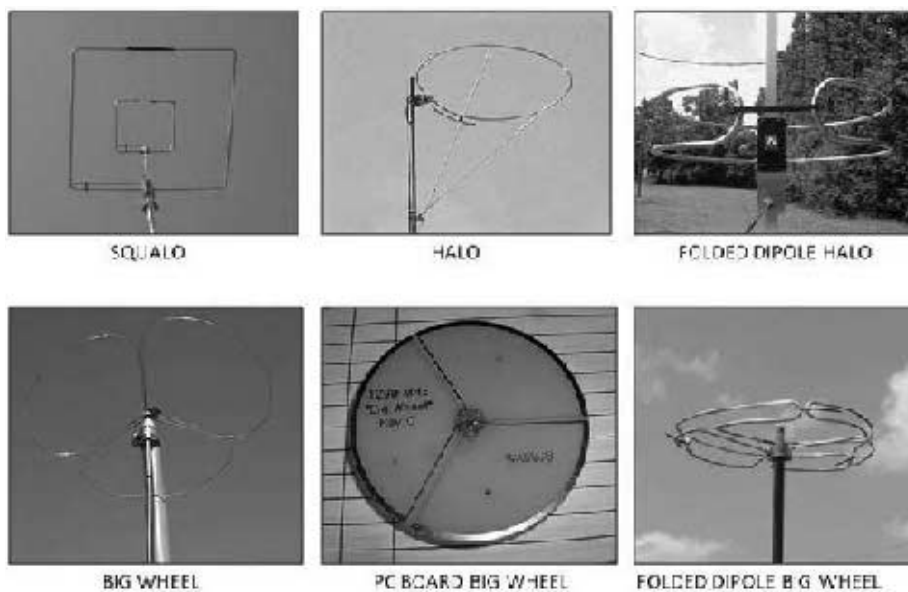 SQUALO
HALO
FOLDED DIPOLE HALO
BIG WHEEL
PC BOARD BIG WHEEL
FOLDED DIPOLE BIG WHEEL